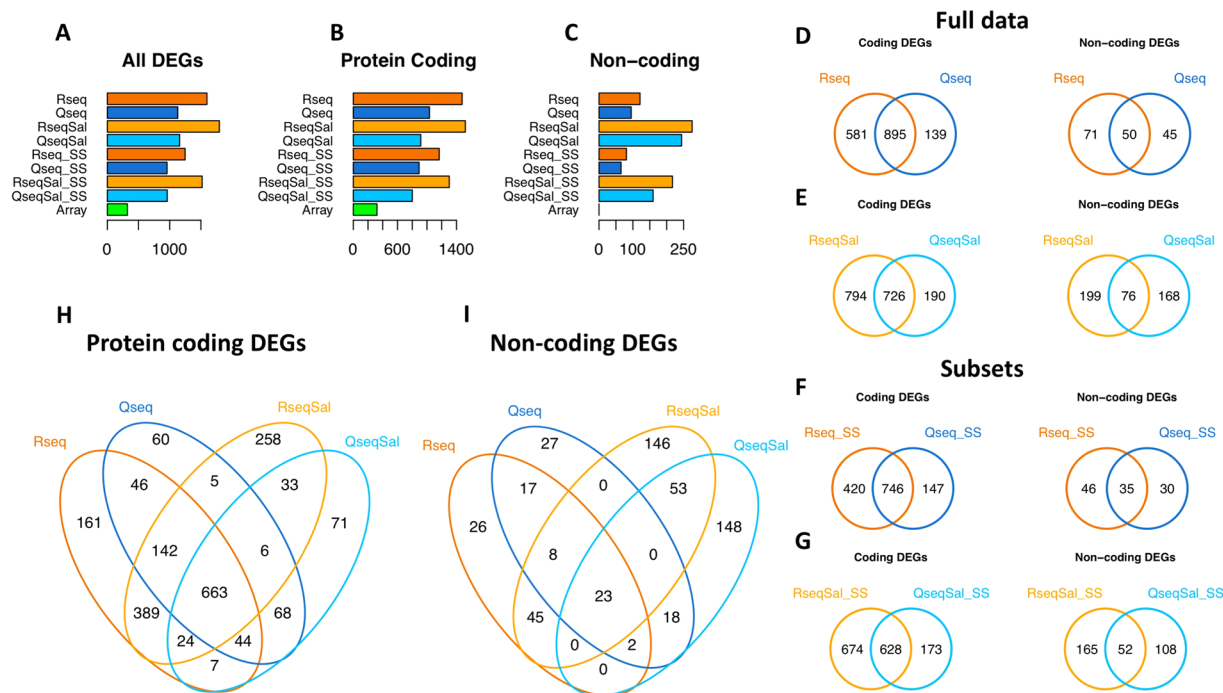 A
All DEGs
Rseq
Qseq
RseqSal
QseqSal
Rseq_SS
Qseq_SS
RseqSal_SS
QseqSal_SS
Array
0 1000
B
Protein Coding
Rseq
Qseq
RseqSal
QseqSal
Rseq_SS
Qseq_SS
RseqSal_SS
QseqSal_SS
Array
0 600 1400
C
Non−coding
Rseq
Qseq
RseqSal
QseqSal
Rseq_SS
Qseq_SS
RseqSal_SS
QseqSal_SS
Array
0 100 250
Full data
D
Coding DEGs
Rseq Qseq
581 895 139
Non−coding DEGs
Rseq Qseq
71 50 45
E
Coding DEGs
RseqSal QseqSal
794 726 190
Non−coding DEGs
RseqSal QseqSal
199 76 168
Subsets
F
Coding DEGs
Rseq_SS Qseq_SS
420 746 147
Non−coding DEGs
Rseq_SS Qseq_SS
46 35 30
G
Coding DEGs
RseqSal_SS QseqSal_SS
674 628 173
Non−coding DEGs
RseqSal_SS QseqSal_SS
165 52 108
H
Protein coding DEGs
Qseq RseqSal
Rseq QseqSal
60 258
46 5 33
161 71
142 6
663
389 68
24 44
7
I
Non-coding DEGs
Qseq RseqSal
Rseq QseqSal
27 146
17 0 53
26 148
8 0
23
45 18
0 2
0